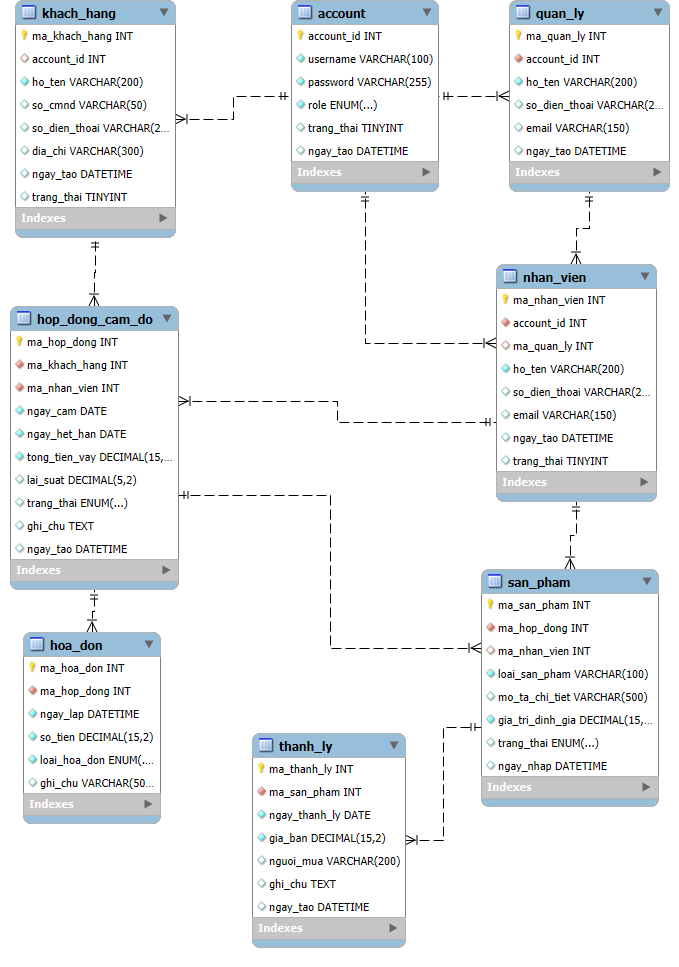 khach_hang
ma_khach_hang INT
account_id INT
ho_ten VARCHAR(200)
so_cmnd VARCHAR(50)
so_dien_thoai VARCHAR(2...
dia_chi VARCHAR(300)
ngay_tao DATETIME
trang_thai TINYINT
Indexes
account
account_id INT
username VARCHAR(100)
password VARCHAR(255)
role ENUM(...)
trang_thai TINYINT
ngay_tao DATETIME
Indexes
quan_ly
ma_quan_ly INT
account_id INT
ho_ten VARCHAR(200)
so_dien_thoai VARCHAR(2...
email VARCHAR(150)
ngay_tao DATETIME
Indexes
nhan_vien
ma_nhan_vien INT
account_id INT
ma_quan_ly INT
ho_ten VARCHAR(200)
so_dien_thoai VARCHAR(2...
email VARCHAR(150)
ngay_tao DATETIME
trang_thai TINYINT
Indexes
hop_dong_cam_do
ma_hop_dong INT
ma_khach_hang INT
ma_nhan_vien INT
ngay_cam DATE
ngay_het_han DATE
tong_tien_vay DECIMAL(15,...
lai_suat DECIMAL(5,2)
trang_thai ENUM(...)
ghi_chu TEXT
ngay_tao DATETIME
Indexes
san_pham
ma_san_pham INT
ma_hop_dong INT
ma_nhan_vien INT
loai_san_pham VARCHAR(100)
mo_ta_chi_tiet VARCHAR(500)
gia_tri_dinh_gia DECIMAL(15,...
trang_thai ENUM(...)
ngay_nhap DATETIME
Indexes
hoa_don
ma_hoa_don INT
ma_hop_dong INT
ngay_lap DATETIME
so_tien DECIMAL(15,2)
loai_hoa_don ENUM(...
ghi_chu VARCHAR(50...
Indexes
thanh_ly
ma_thanh_ly INT
ma_san_pham INT
ngay_thanh_ly DATE
gia_ban DECIMAL(15,2)
nguoi_mua VARCHAR(200)
ghi_chu TEXT
ngay_tao DATETIME
Indexes